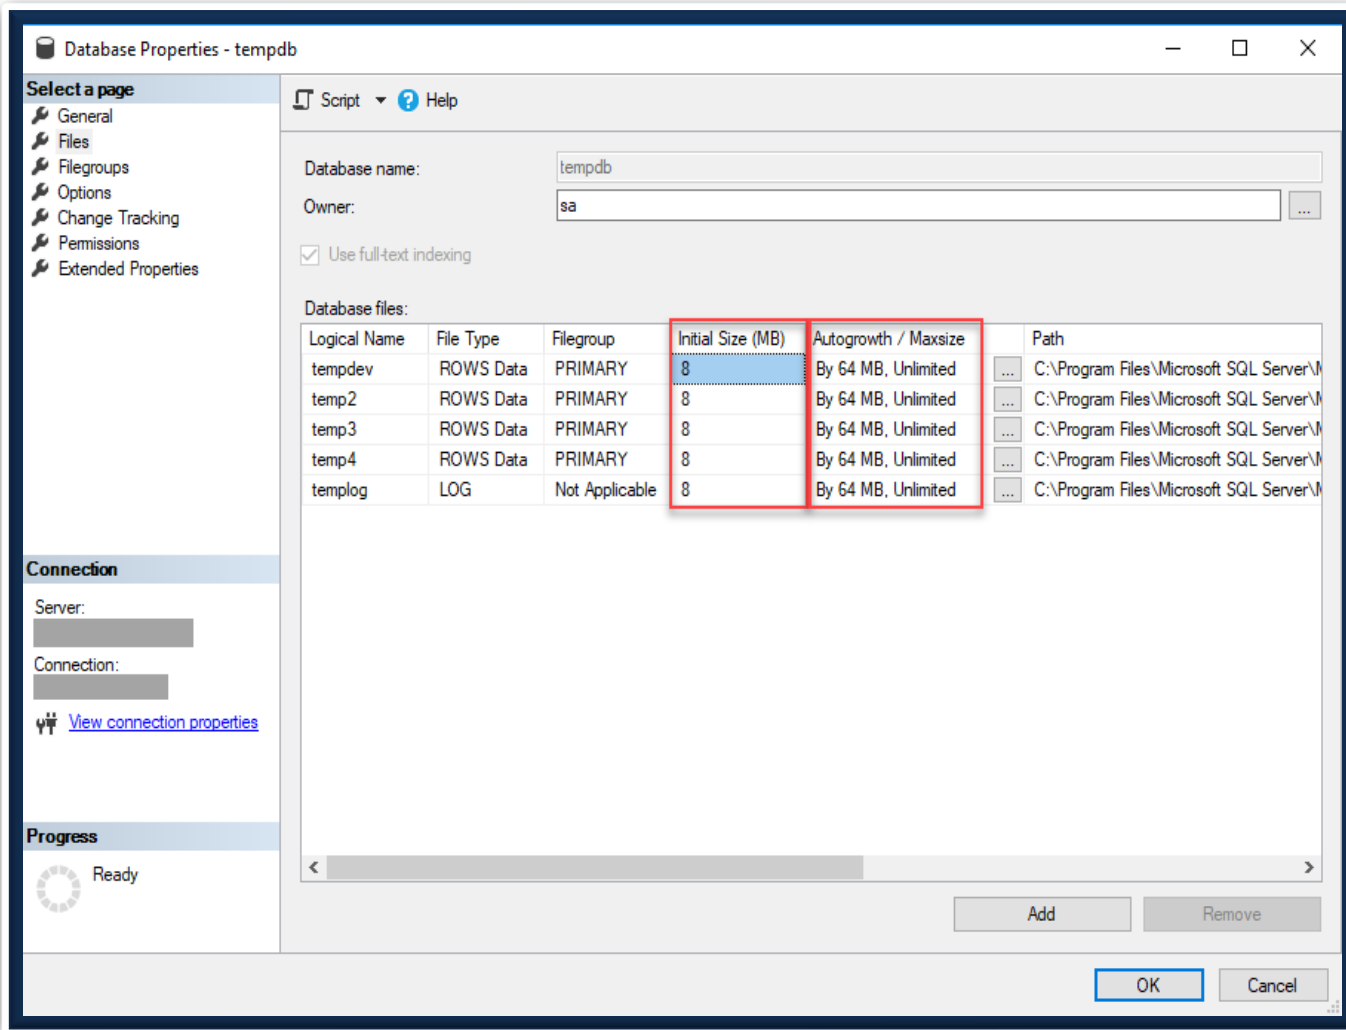 Database Properties - tempdb
Select a page
General
Files
Filegroups
Options
Change Tracking
Permissions
Extended Properties
Connection
Server:
Connection:
View connection properties
Progress
Ready
Script Help
Database name: tempdb
Owner: sa ...
Use full-text indexing
Database files:
Logical Name File Type Filegroup Initial Size (MB) Autogrowth / Maxsize Path
tempdev ROWS Data PRIMARY 8 By 64 MB, Unlimited ... C:\Program Files\Microsoft SQL Server\
temp2 ROWS Data PRIMARY 8 By 64 MB, Unlimited ... C:\Program Files\Microsoft SQL Server\
temp3 ROWS Data PRIMARY 8 By 64 MB, Unlimited ... C:\Program Files\Microsoft SQL Server\
temp4 ROWS Data PRIMARY 8 By 64 MB, Unlimited ... C:\Program Files\Microsoft SQL Server\
templog LOG Not Applicable 8 By 64 MB, Unlimited ... C:\Program Files\Microsoft SQL Server\
Add Remove
OK Cancel